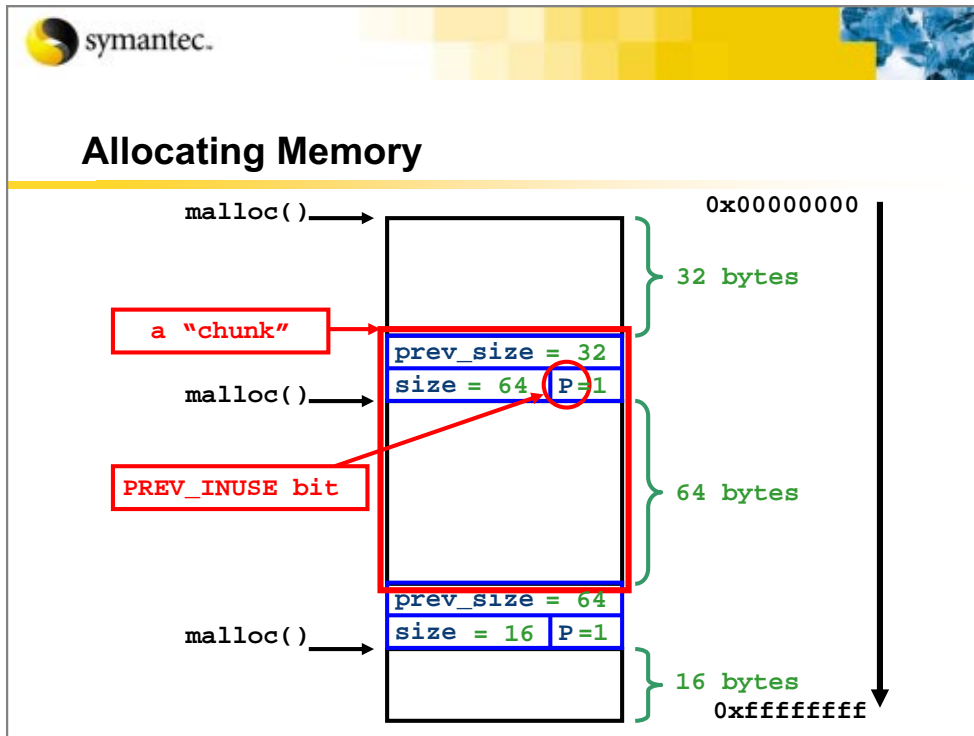 symantec.
Allocating Memory
malloc()
0x00000000
32 bytes
a “chunk”
prev_size = 32
size = 64 P=1
malloc()
PREV_INUSE bit
64 bytes
prev_size = 64
size = 16 P=1
malloc()
16 bytes
0xffffffff